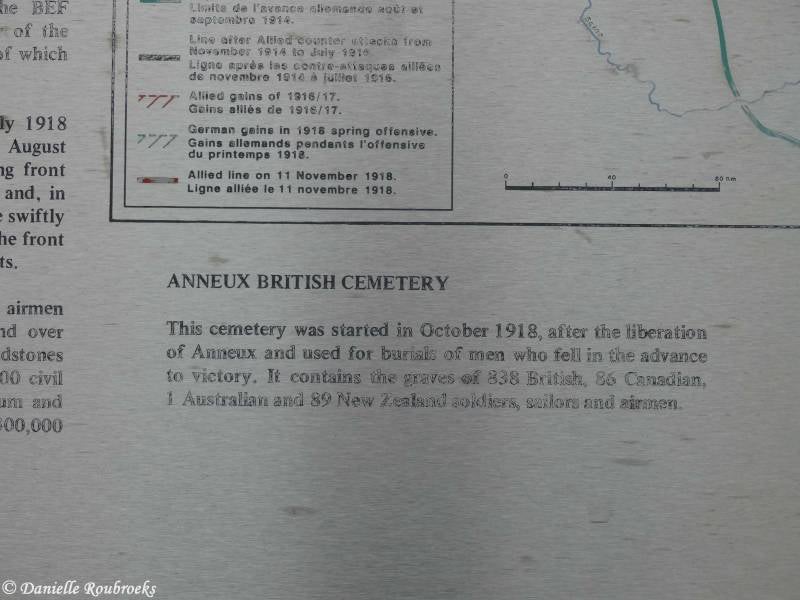 the BEF
of the
of which
ly 1918
August
ng front
and, in
swiftly
he front
ts.
airmen
nd over
dstones
00 civil
um and
300,000
Limite de l'avance allemande août et
septembre 1914.
Line after Allied counter attacks from
November 1914 to July 1916.
Ligne après les contre-attaques alliées
de novembre 1914 à juillet 1916.
Allied gains of 1916/17.
Gains alliés de 1916/17.
German gains in 1918 spring offensive.
Gains allemands pendants l'offensive
du printemps 1918.
Allied line on 11 November 1918.
Ligne alliée le 11 novembre 1918.
0 40 80 km
ANNEUX BRITISH CEMETERY
This cemetery was started in October 1918, after the liberation
of Anneux and used for burials of men who fell in the advance
to victory. It contains the graves of 838 British, 86 Canadian,
1 Australian and 89 New Zealand soldiers, sailors and airmen.
© Danielle Roubroeks